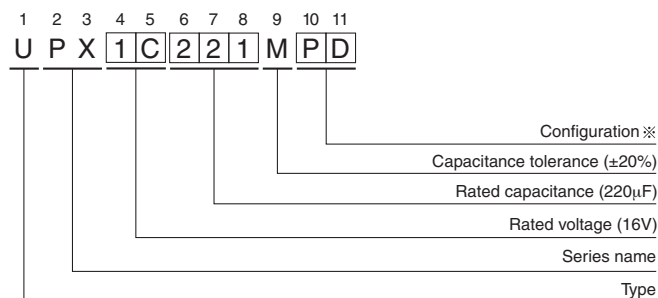 1 2 3 4 5 6 7 8 9 10 11
U P X 1 C 2 2 1 M P D
Configuration ※
Capacitance tolerance (±20%)
Rated capacitance (220µF)
Rated voltage (16V)
Series name
Type